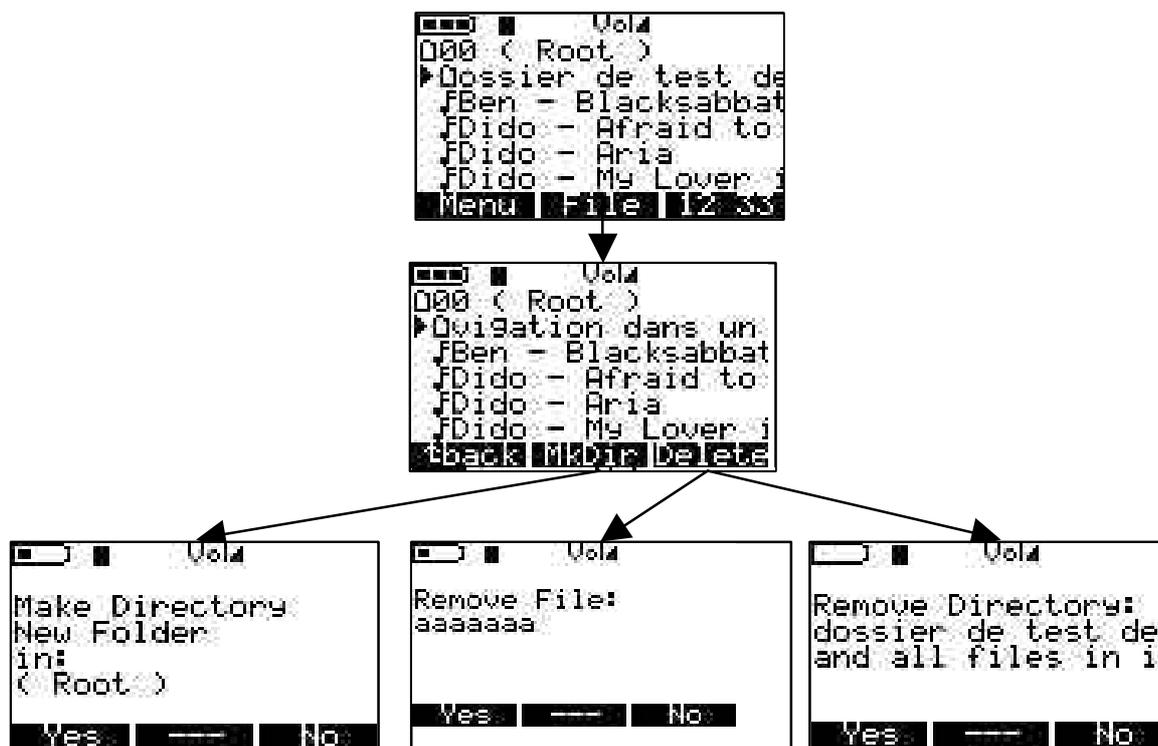 Vol
00 ( Root )
Dossier de test de
Ben - Blacksabbat
Dido - Afraid to
Dido - Aria
Dido - My Lover i
Menu File 12 33
Vol
00 ( Root )
vigation dans un
Ben - Blacksabbat
Dido - Afraid to
Dido - Aria
Dido - My Lover i
back MkDir Delete
Vol
Make Directory
New Folder
in:
( Root )
Yes --- No
Vol
Remove File:
aaaaaaa
Yes --- No
Vol
Remove Directory:
dossier de test de
and all files in i
Yes --- No